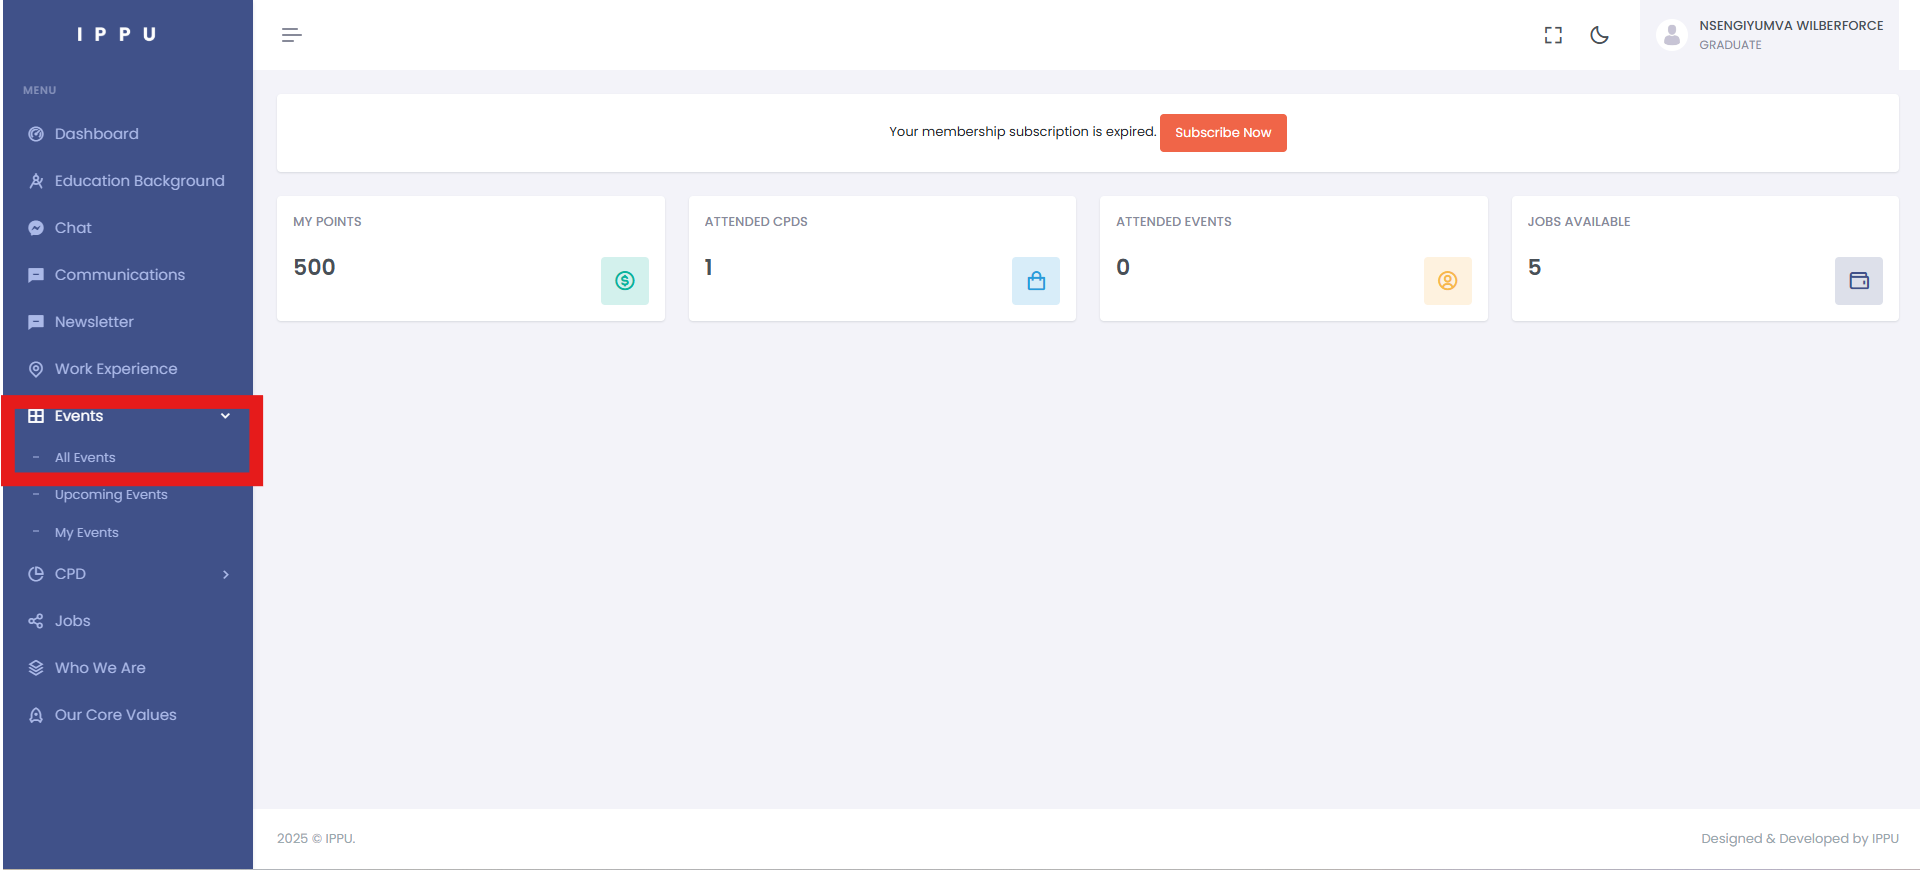 IPPU
NSENGIYUMVA WILBERFORCE
GRADUATE
MENU
Dashboard
Education Background
Chat
Communications
Newsletter
Work Experience
Events
All Events
Upcoming Events
My Events
CPD
Jobs
Who We Are
Our Core Values
Your membership subscription is expired. Subscribe Now
MY POINTS
500
ATTENDED CPDS
1
ATTENDED EVENTS
0
JOBS AVAILABLE
5
2025 © IPPU.
Designed & Developed by IPPU